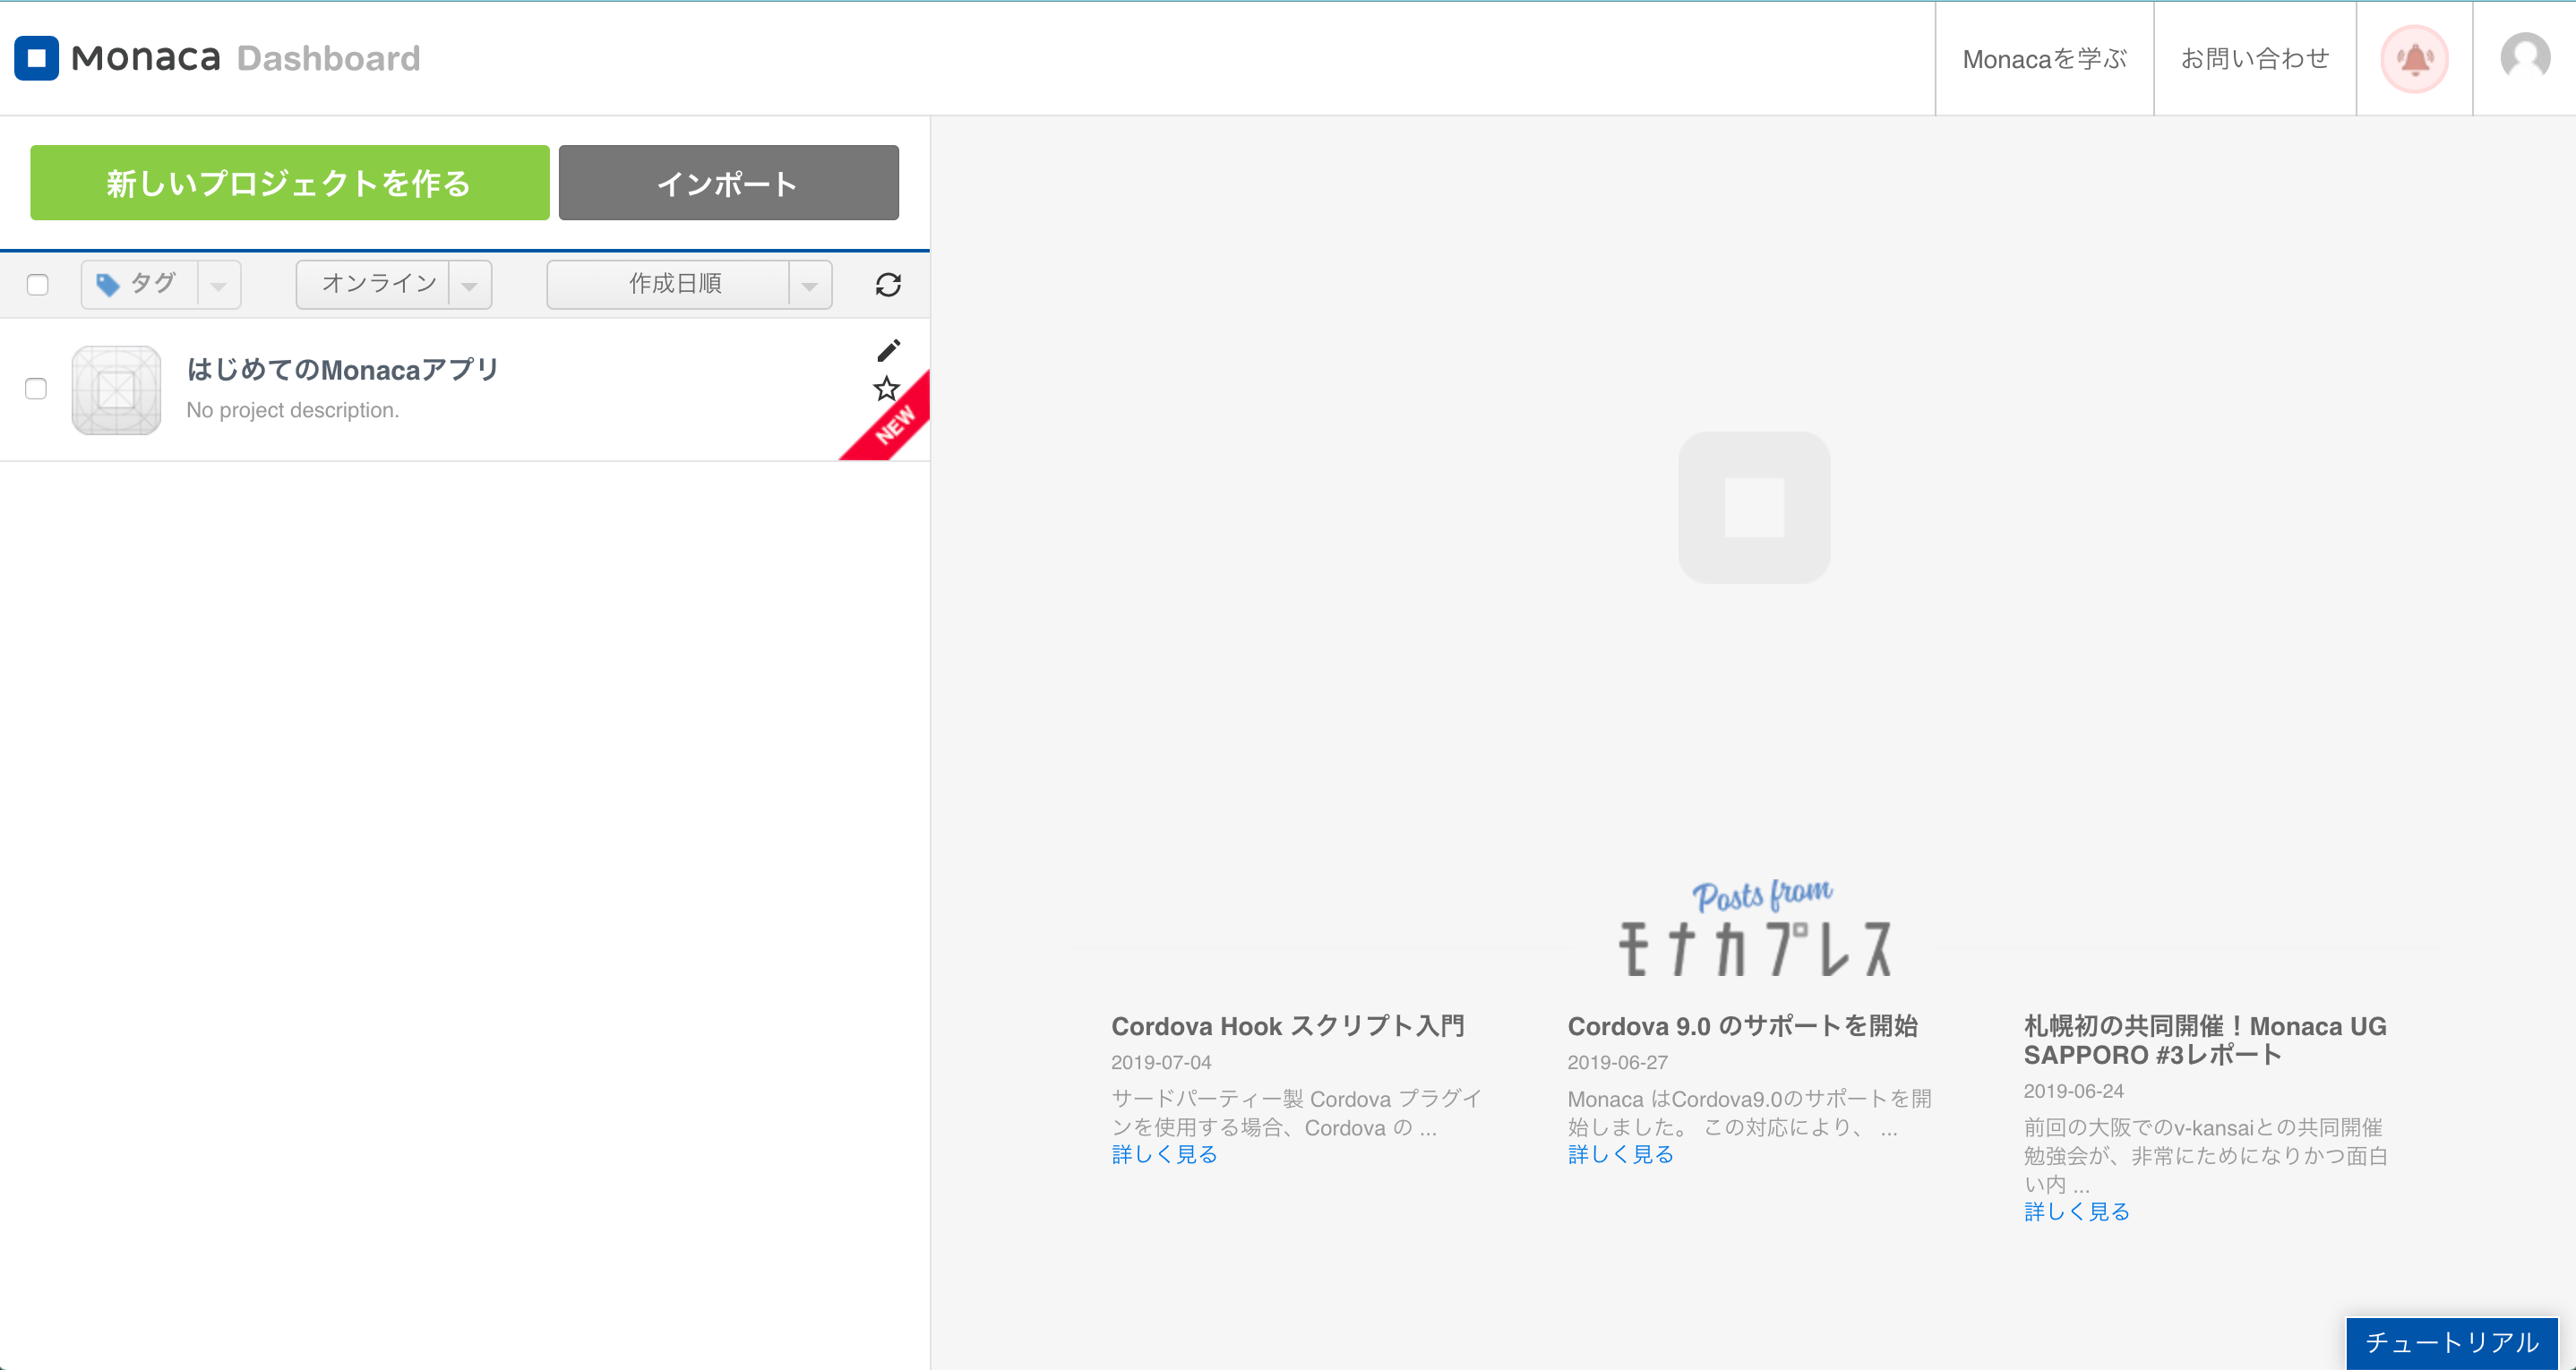 Monaca Dashboard
Monacaを学ぶ
お問い合わせ
新しいプロジェクトを作る
インポート
タグ
オンライン
作成日順
はじめてのMonacaアプリ
No project description.
NEW
Posts from
モナカプレス
Cordova Hook スクリプト入門
2019-07-04
サードパーティー製 Cordova プラグイ
ンを使用する場合、Cordova の ...
詳しく見る
Cordova 9.0 のサポートを開始
2019-06-27
Monaca はCordova9.0のサポートを開
始しました。 この対応により、 ...
詳しく見る
札幌初の共同開催！Monaca UG
SAPPORO #3レポート
2019-06-24
前回の大阪でのv-kansaiとの共同開催
勉強会が、非常にためになりかつ面白
い内 ...
詳しく見る
チュートリアル